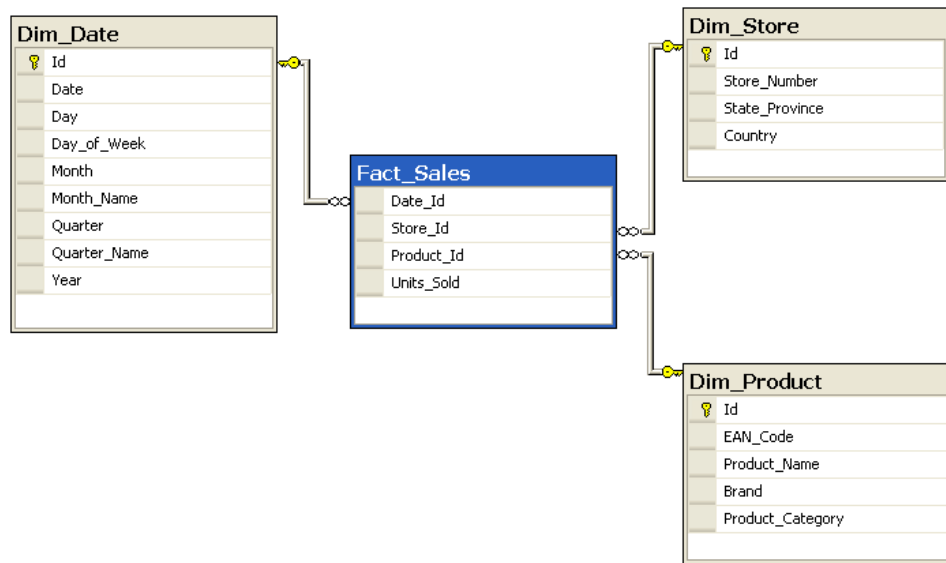 Dim_Date
Id
Date
Day
Day_of_Week
Month
Month_Name
Quarter
Quarter_Name
Year
Fact_Sales
Date_Id
Store_Id
Product_Id
Units_Sold
Dim_Store
Id
Store_Number
State_Province
Country
Dim_Product
Id
EAN_Code
Product_Name
Brand
Product_Category